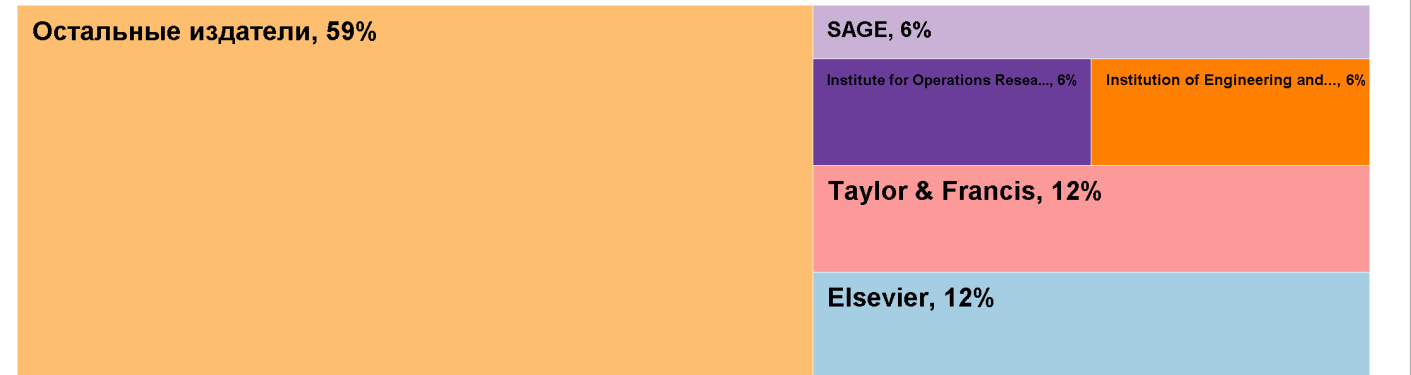 Остальные издатели, 59%
SAGE, 6%
Institute for Operations Resea..., 6%
Institution of Engineering and..., 6%
Taylor & Francis, 12%
Elsevier, 12%